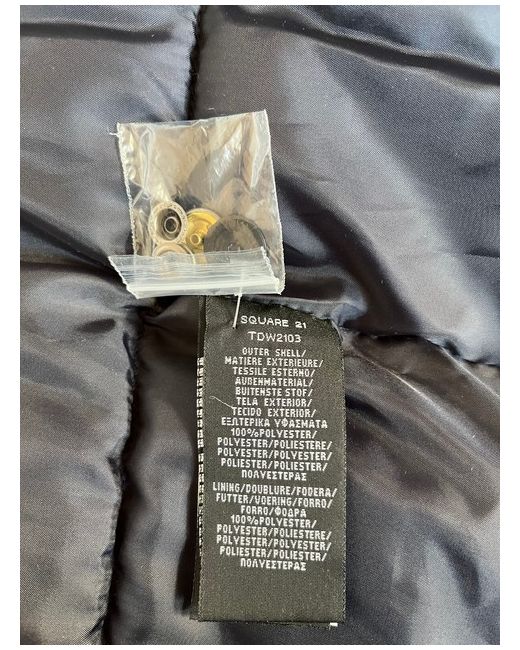 SQUARE 21
TDW2103
OUTER SHELL/
MATIÈRE EXTERIEURE/
TESSILE ESTERNO/
AUßENMATERIAL/
BUITENSTE STOF/
TELA EXTERIOR/
TECIDO EXTERIOR/
ΕΞΩΤΕΡΙΚΑ ΥΦΑΣΜΑΤΑ
100%POLYESTER/
POLYESTER/POLIESTERE/
POLYESTER/POLYESTER/
POLIESTER/POLIESTER/
ΠΟΛΥΕΣΤΕΡΑΣ
LINING/DOUBLURE/FODERA/
FUTTER/VOERING/FORRO/
FORRO/ΦΟΔΡΑ
100%POLYESTER/
POLYESTER/POLIESTERE/
POLYESTER/POLYESTER/
POLIESTER/POLIESTER/
ΠΟΛΥΕΣΤΕΡΑΣ